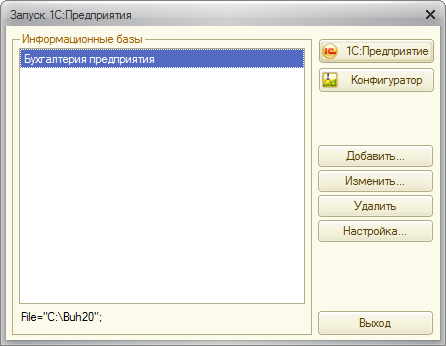 Запуск 1С:Предприятия
Информационные базы
Бухгалтерия предприятия
1С:Предприятие
Конфигуратор
Добавить...
Изменить...
Удалить
Настройка...
File="C:\Buh20";
Выход